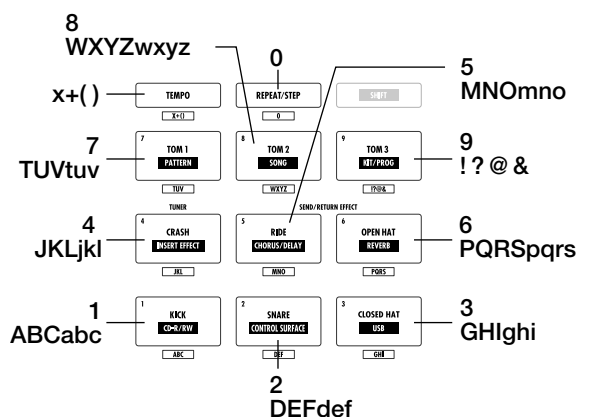 8
WXYZwxyz
0
5
MNOmno
x+( )
TEMPO
REPEAT/STEP
SHIFT
X+()
0
7
TUVtuv
7
TOM 1
PATTERN
8
TOM 2
SONG
9
TOM 3
KIT/PROG
9
!?@&
TUV
WXYZ
!?@&
TUNER
SEND/RETURN EFFECT
4
JKLjkl
4
CRASH
INSERT EFFECT
5
RIDE
CHORUS/DELAY
6
OPEN HAT
REVERB
6
PQRSpqrs
JKL
MNO
PQRS
1
ABCabc
1
KICK
CD-R/RW
2
SNARE
CONTROL SURFACE
3
CLOSED HAT
USB
3
GHIghi
ABC
DEF
GHI
2
DEFdef